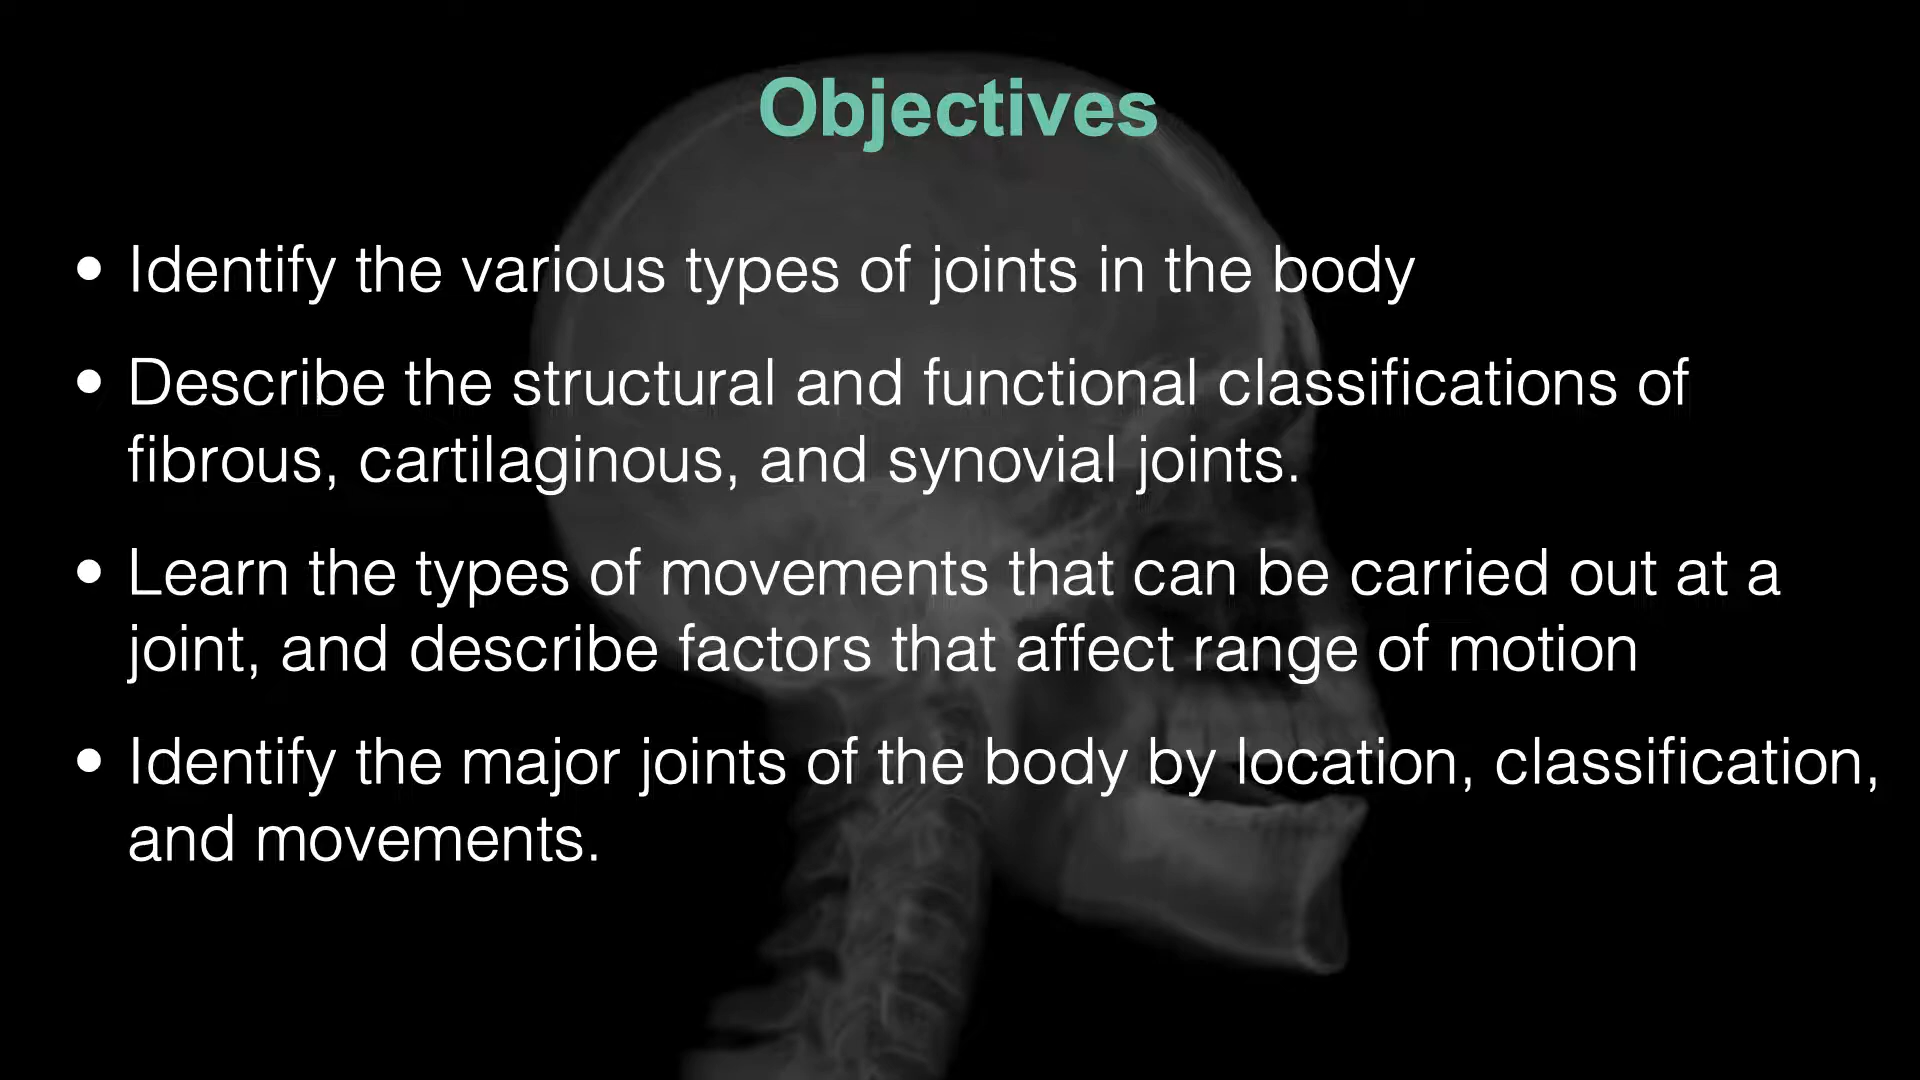 Objectives
• Identify the various types of joints in the body
• Describe the structural and functional classifications of
fibrous, cartilaginous, and synovial joints.
• Learn the types of movements that can be carried out at a
joint, and describe factors that affect range of motion
• Identify the major joints of the body by location, classification,
and movements.